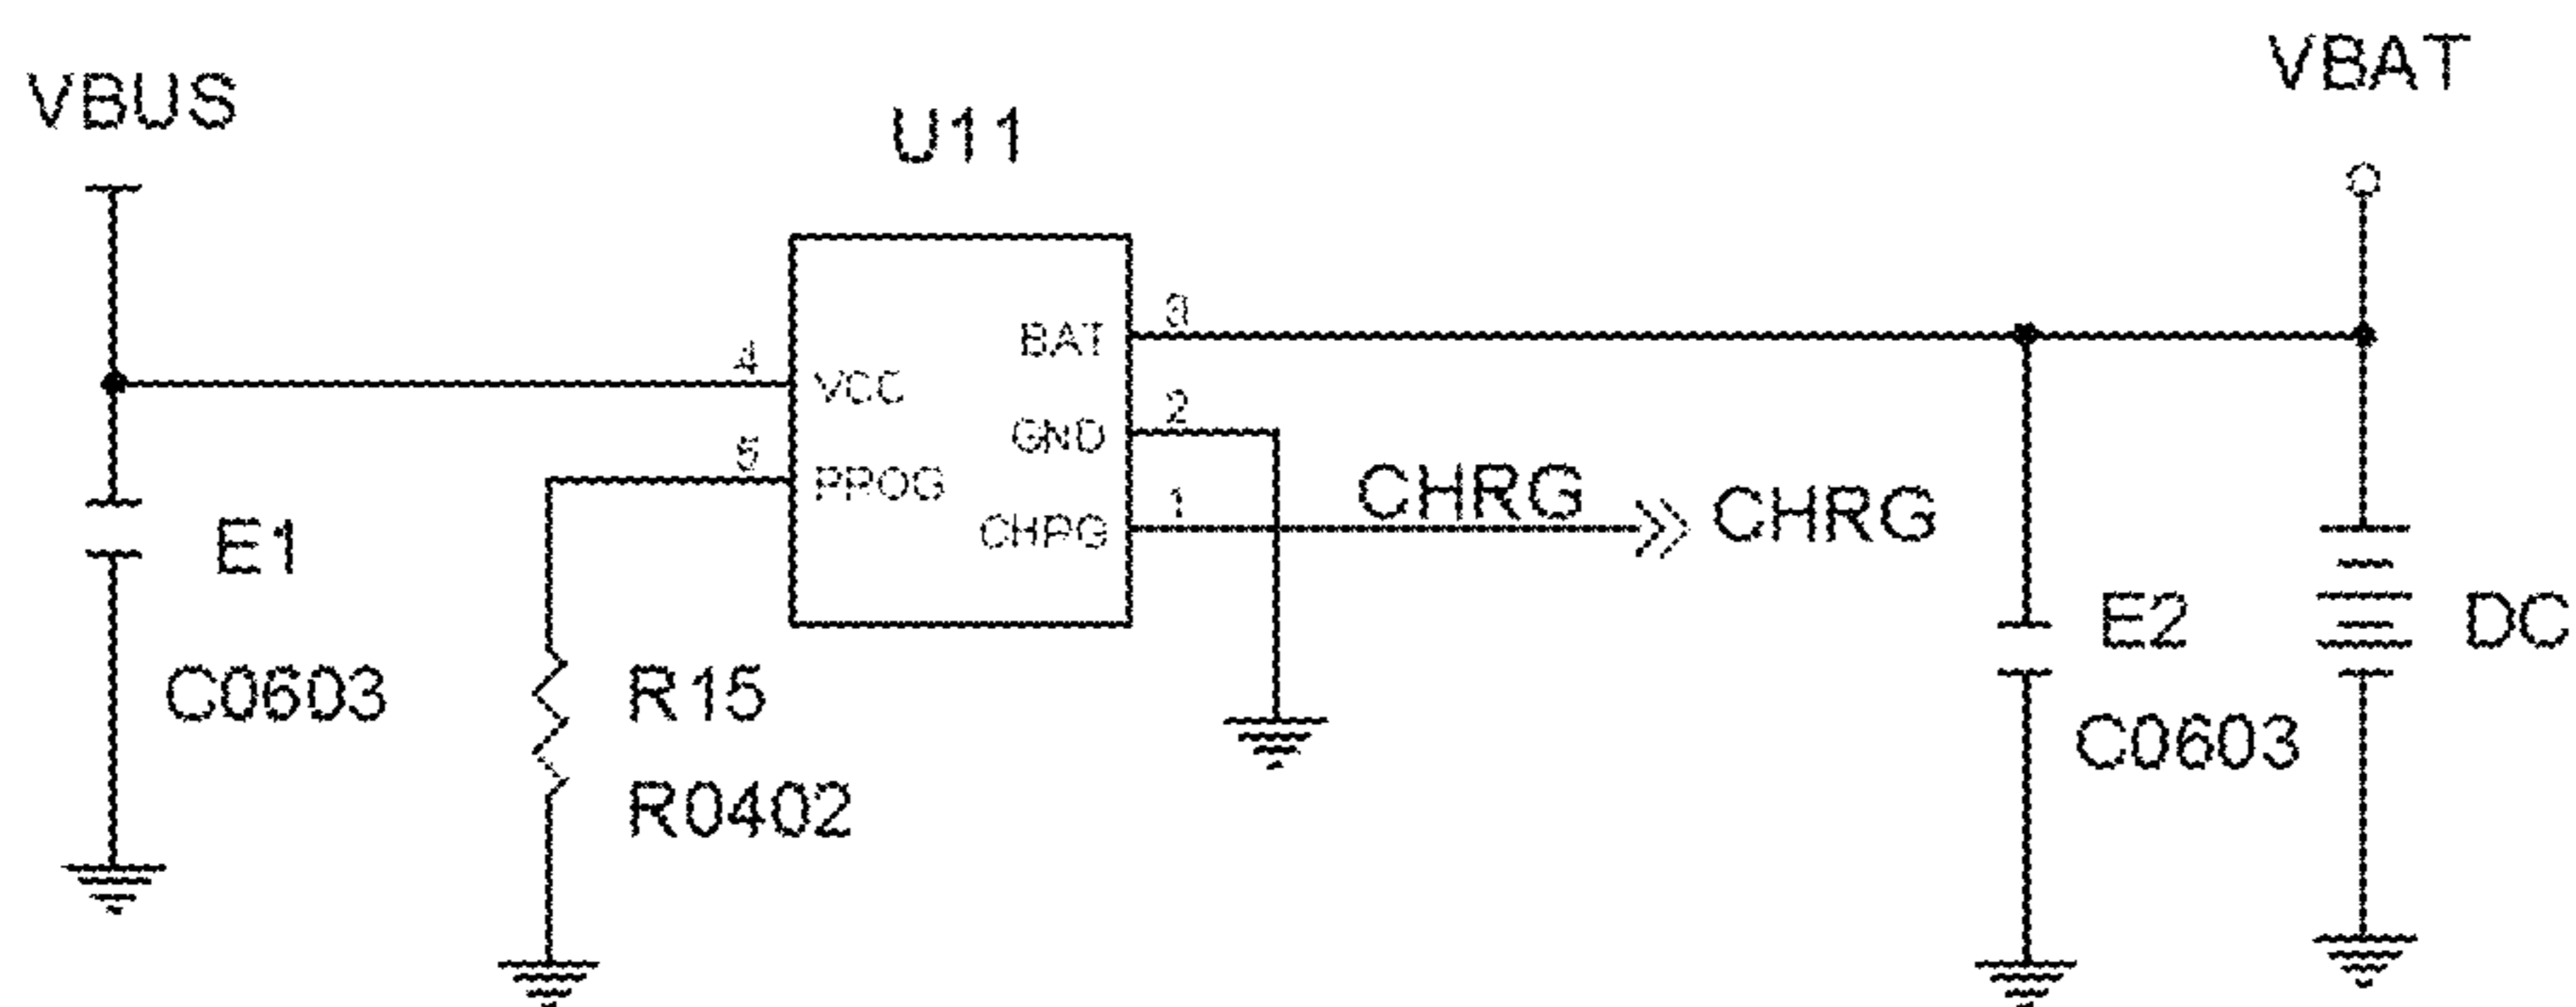 VBUS
VBAT
U11
4
VCC
5
PROG
BAT
3
GND
2
CHRG
1
CHRG
CHRG
E1
C0603
R15
R0402
E2
C0603
DC